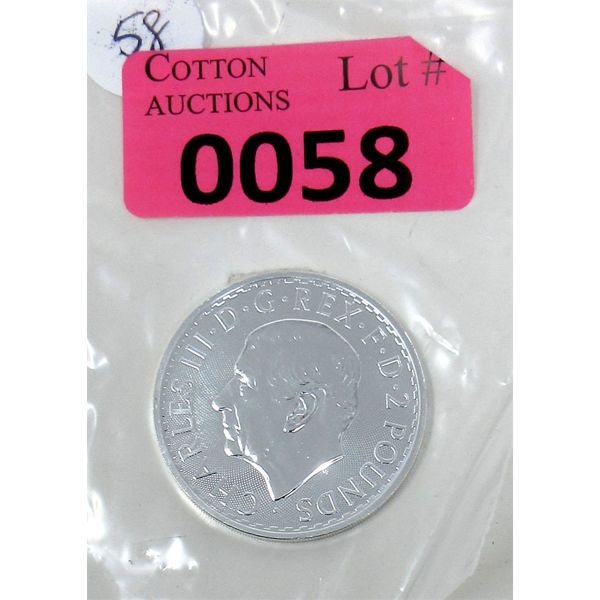 58
COTTON Lot #
AUCTIONS
0058
CHARLES III · D · G · REX · F · D · 2 POUNDS ·